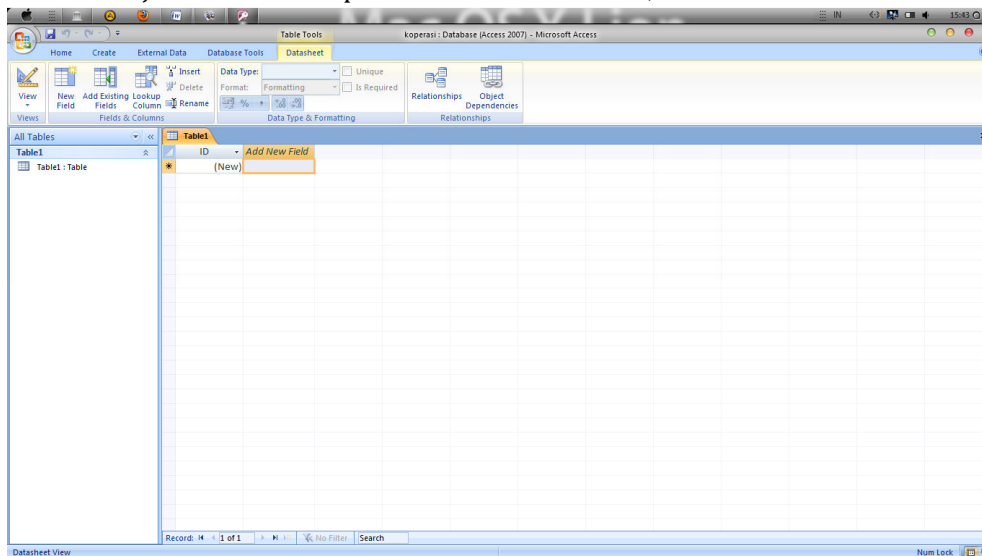 IN 15:43
Table Tools koperasi : Database (Access 2007) - Microsoft Access
Home Create External Data Database Tools Datasheet
View New Field Add Existing Fields Lookup Column Insert Delete Rename
Data Type: Unique
Format: Formatting Is Required
Relationships Object Dependencies
Views Fields & Columns Data Type & Formatting Relationships
All Tables
Table1
Table1 : Table
Table1
ID Add New Field
(New)
Record: 1 of 1 No Filter Search
Datasheet View Num Lock